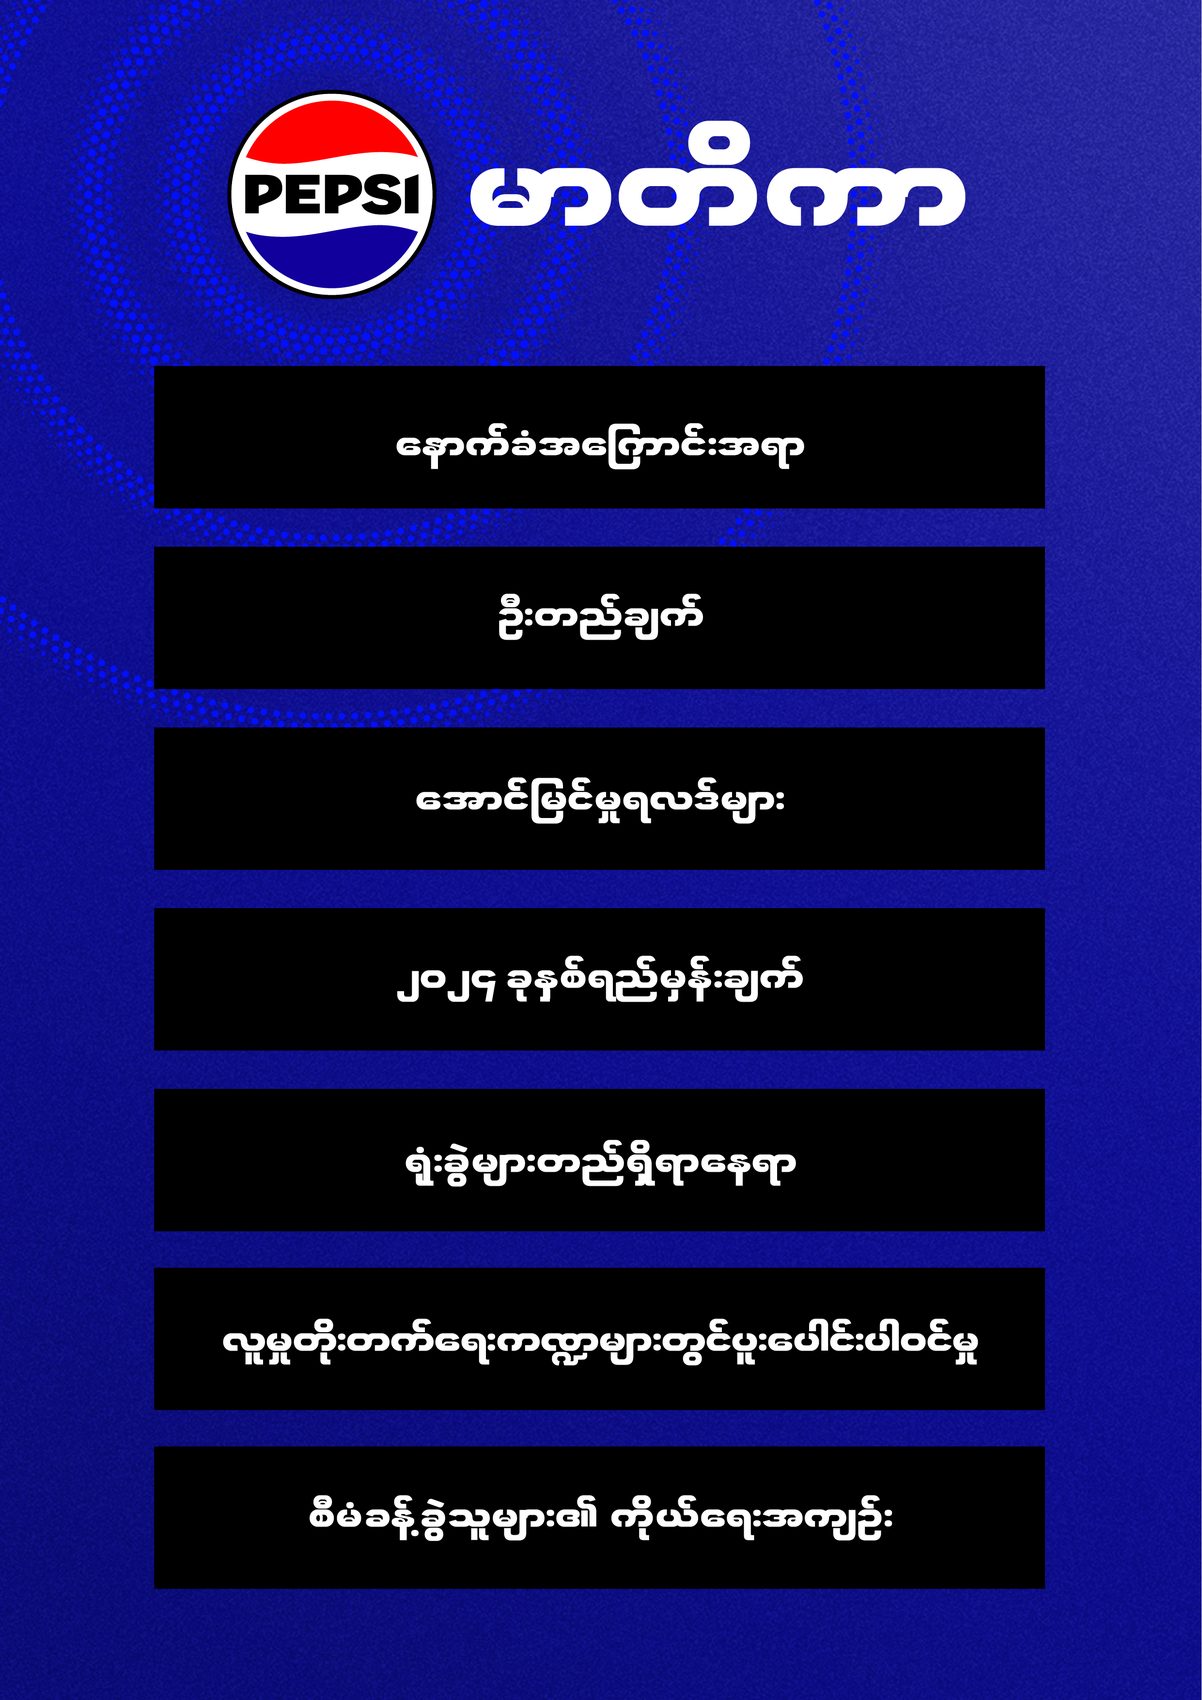 PEPSI
မာတိကာ
နောက်ခံအကြောင်းအရာ
ဦးတည်ချက်
အောင်မြင်မှုရလဒ်များ
၂၀၂၄ ခုနှစ်ရည်မှန်းချက်
ရုံးခွဲများတည်ရှိရာနေရာ
လူမှုတိုးတက်ရေးကဏ္ဍများတွင်ပူးပေါင်းပါဝင်မှု
စီမံခန့်ခွဲသူများ၏ ကိုယ်ရေးအကျဉ်း